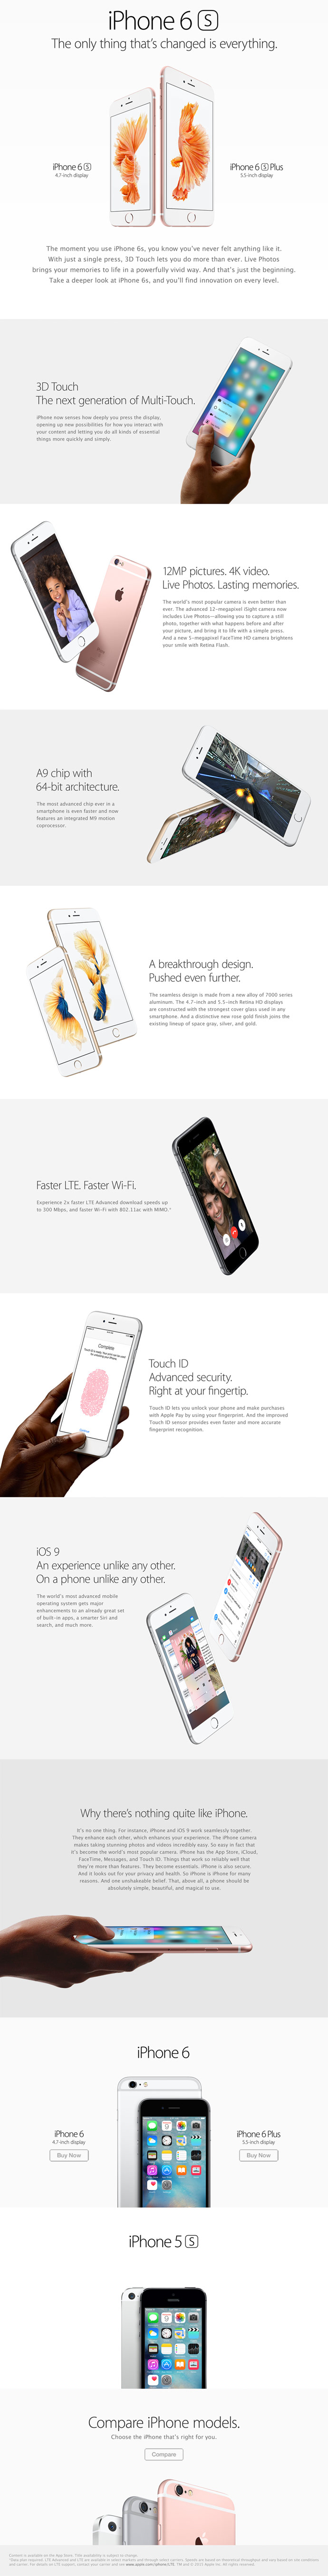 iPhone 6 S
The only thing that's changed is everything.
iPhone 6 S
4.7-inch display
iPhone 6 S Plus
5.5-inch display
The moment you use iPhone 6s, you know you've never felt anything like it.
With just a single press, 3D Touch lets you do more than ever. Live Photos
brings your memories to life in a powerfully vivid way. And that's just the beginning.
Take a deeper look at iPhone 6s, and you'll find innovation on every level.
3D Touch
The next generation of Multi-Touch.
iPhone now senses how deeply you press the display,
opening up new possibilities for how you interact with
your content and letting you do all kinds of essential
things more quickly and simply.
12MP pictures. 4K video.
Live Photos. Lasting memories.
The world's most popular camera is even better than
ever. The advanced 12-megapixel iSight camera now
includes Live Photos—allowing you to capture a still
photo, together with what happens before and after
your picture, and bring it to life with a simple press.
And a new 5-megapixel FaceTime HD camera brightens
your smile with Retina Flash.
A9 chip with
64-bit architecture.
The most advanced chip ever in a
smartphone is even faster and now
features an integrated M9 motion
coprocessor.
A breakthrough design.
Pushed even further.
The seamless design is made from a new alloy of 7000 series
aluminum. The 4.7-inch and 5.5-inch Retina HD displays
are constructed with the strongest cover glass used in any
smartphone. And a distinctive new rose gold finish joins the
existing lineup of space gray, silver, and gold.
Faster LTE. Faster Wi-Fi.
Experience 2x faster LTE Advanced download speeds up
to 300 Mbps, and faster Wi-Fi with 802.11ac with MIMO.*
Complete
Touch ID
Advanced security.
Right at your fingertip.
Touch ID lets you unlock your phone and make purchases
with Apple Pay by using your fingerprint. And the improved
Touch ID sensor provides even faster and more accurate
fingerprint recognition.
iOS 9
An experience unlike any other.
On a phone unlike any other.
The world's most advanced mobile
operating system gets major
enhancements to an already great set
of built-in apps, a smarter Siri and
search, and much more.
Why there's nothing quite like iPhone.
It's no one thing. For instance, iPhone and iOS 9 work seamlessly together.
They enhance each other, which enhances your experience. The iPhone camera
makes taking stunning photos and videos incredibly easy. So easy in fact that
it's become the world's most popular camera. iPhone has the App Store, iCloud,
FaceTime, Messages, and Touch ID. Things that work so reliably well that
they're more than features. They become essentials. iPhone is also secure.
And it looks out for your privacy and health. So iPhone is iPhone for many
reasons. And one unshakeable belief. That, above all, a phone should be
absolutely simple, beautiful, and magical to use.
iPhone 6
iPhone 6
4.7-inch display
Buy Now
iPhone 6 Plus
5.5-inch display
Buy Now
iPhone 5 S
Compare iPhone models.
Choose the iPhone that's right for you.
Compare